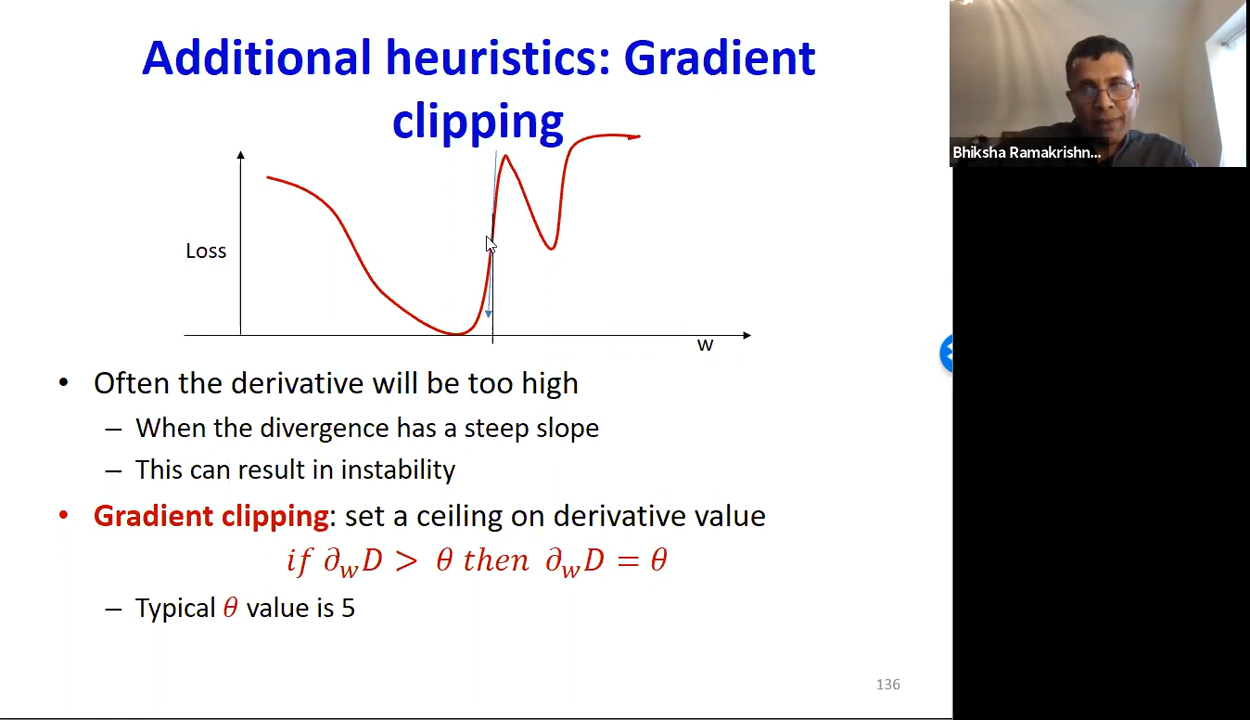 Additional heuristics: Gradient
clipping
Bhiksha Ramakrishn...
Loss
w
• Often the derivative will be too high
– When the divergence has a steep slope
– This can result in instability
• Gradient clipping: set a ceiling on derivative value
if ∂wD > θ then ∂wD = θ
– Typical θ value is 5
136